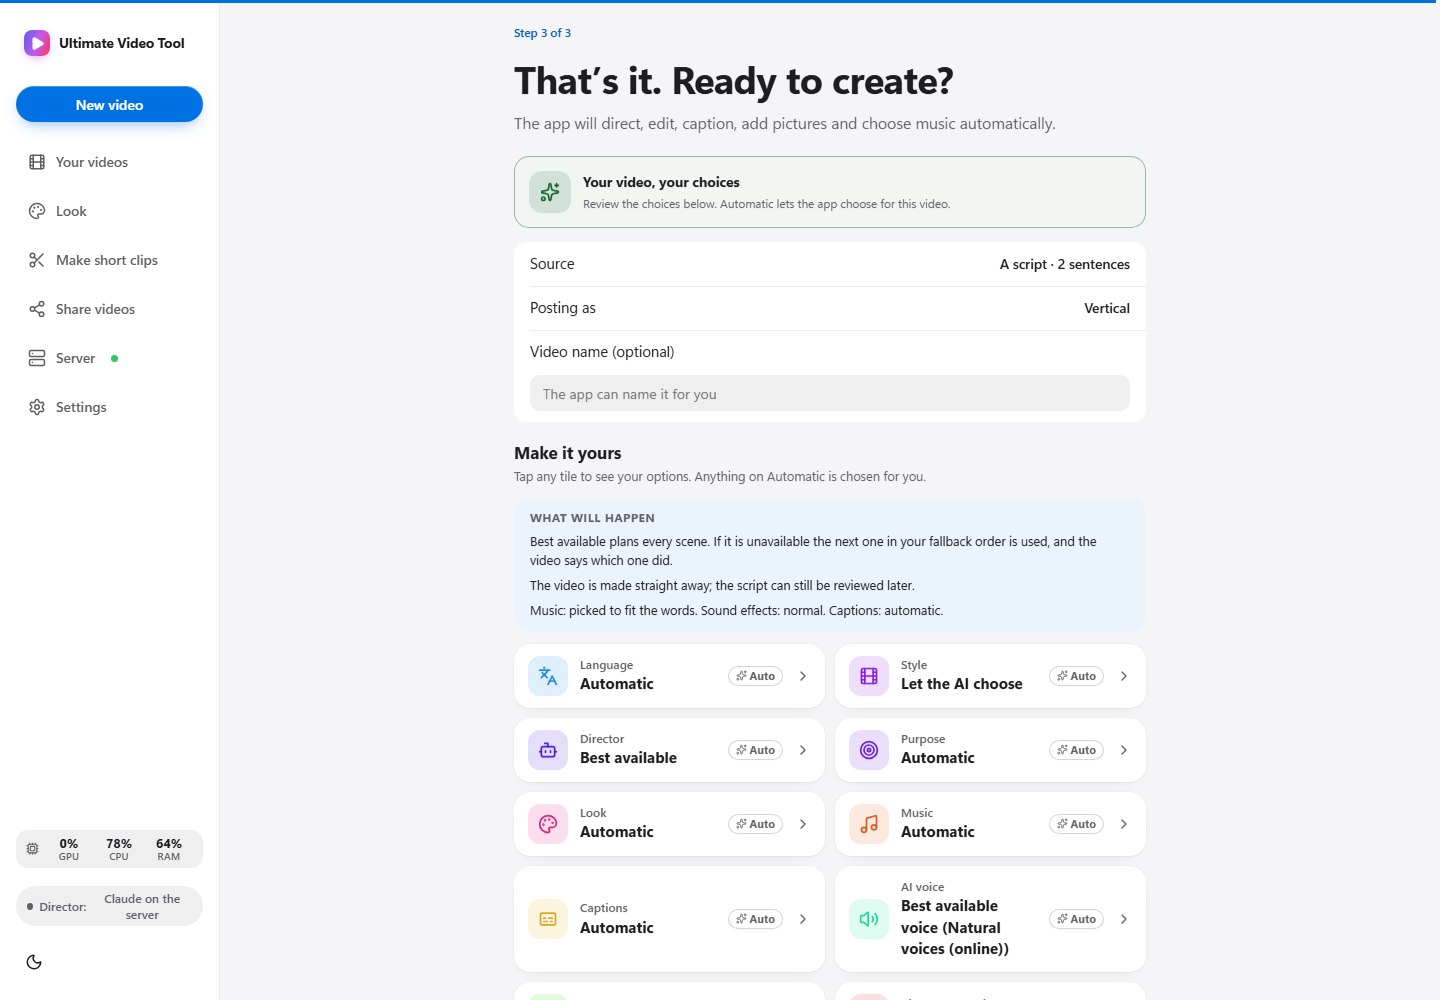 Ultimate Video Tool
New video
Your videos
Look
Make short clips
Share videos
Server
Settings
0%
GPU
78%
CPU
64%
RAM
Director:
Claude on the
server
Step 3 of 3
That’s it. Ready to create?
The app will direct, edit, caption, add pictures and choose music automatically.
Your video, your choices
Review the choices below. Automatic lets the app choose for this video.
Source
A script · 2 sentences
Posting as
Vertical
Video name (optional)
The app can name it for you
Make it yours
Tap any tile to see your options. Anything on Automatic is chosen for you.
WHAT WILL HAPPEN
Best available plans every scene. If it is unavailable the next one in your fallback order is used, and the
video says which one did.
The video is made straight away; the script can still be reviewed later.
Music: picked to fit the words. Sound effects: normal. Captions: automatic.
Language
Automatic
Auto
Style
Let the AI choose
Auto
Director
Best available
Auto
Purpose
Automatic
Auto
Look
Automatic
Auto
Music
Automatic
Auto
Captions
Automatic
Auto
AI voice
Best available
voice (Natural
voices (online))
Auto